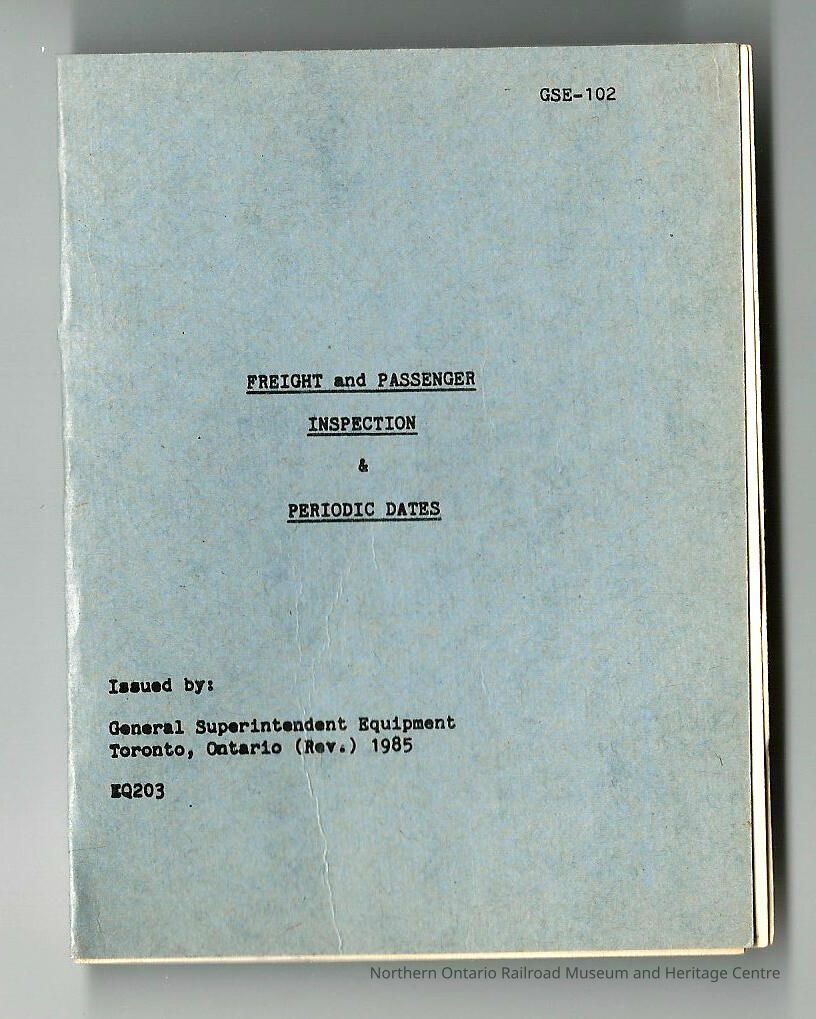 GSE-102
FREIGHT and PASSENGER
INSPECTION
&
PERIODIC DATES
Issued by:
General Superintendent Equipment
Toronto, Ontario (Rev.) 1985
EQ203
Northern Ontario Railroad Museum and Heritage Centre